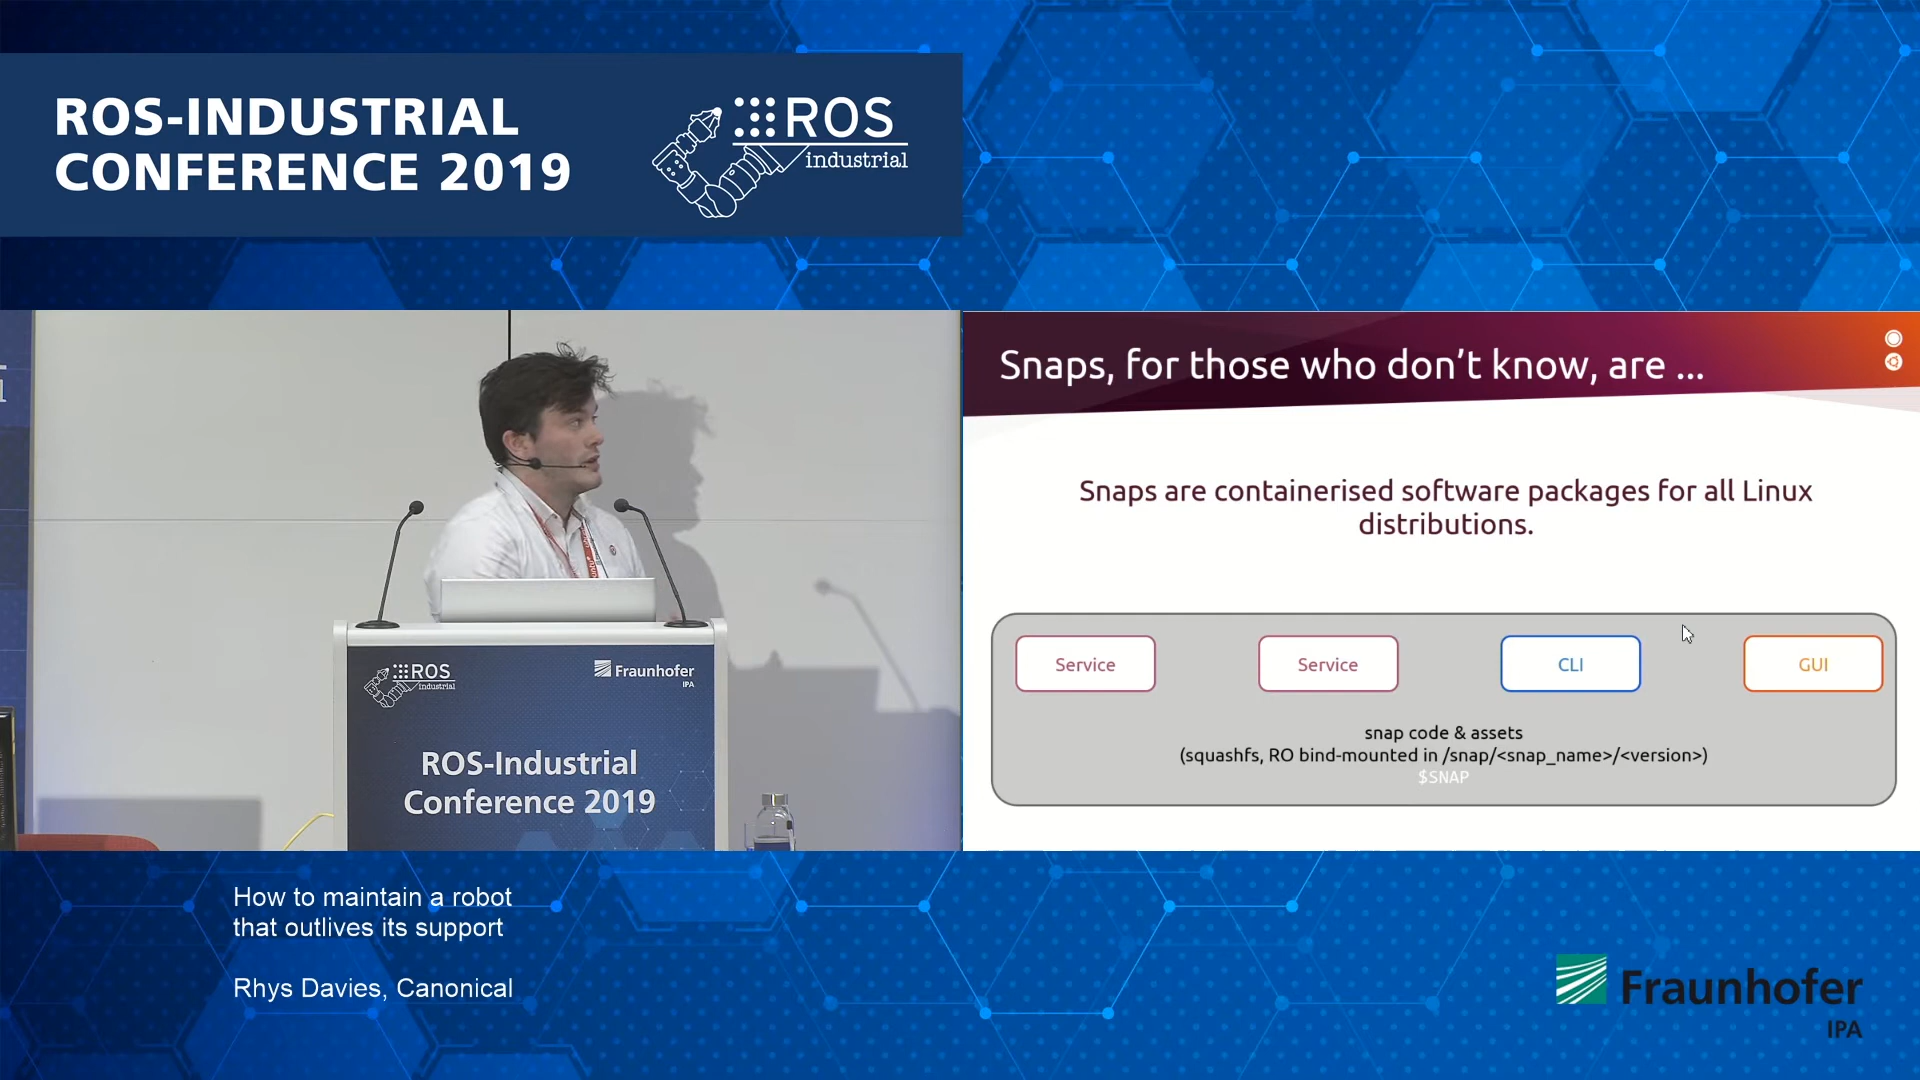 ROS-INDUSTRIAL
CONFERENCE 2019
ROS
industrial
Snaps, for those who don’t know, are ...
Snaps are containerised software packages for all Linux
distributions.
Service
Service
CLI
GUI
snap code & assets
(squashfs, RO bind-mounted in /snap/<snap_name>/<version>)
$SNAP
ROS
industrial
Fraunhofer
IPA
ROS-Industrial
Conference 2019
How to maintain a robot
that outlives its support
Rhys Davies, Canonical
Fraunhofer
IPA